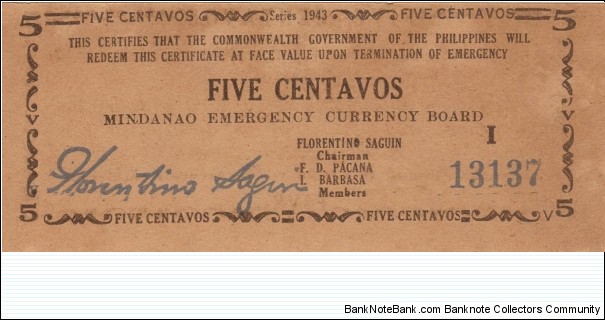 5 FIVE CENTAVOS Series 1943 FIVE CENTAVOS 5
THIS CERTIFIES THAT THE COMMONWEALTH GOVERNMENT OF THE PHILIPPINES WILL
REDEEM THIS CERTIFICATE AT FACE VALUE UPON TERMINATION OF EMERGENCY
FIVE CENTAVOS
V V
MINDANAO EMERGENCY CURRENCY BOARD
I
FLORENTINO SAGUIN
Chairman
F. D. PACANA
I. BARBASA
Members
Florentino Saguin
13137
5 FIVE CENTAVOS FIVE CENTAVOS V 5
BankNoteBank.com - Banknote Collectors Community